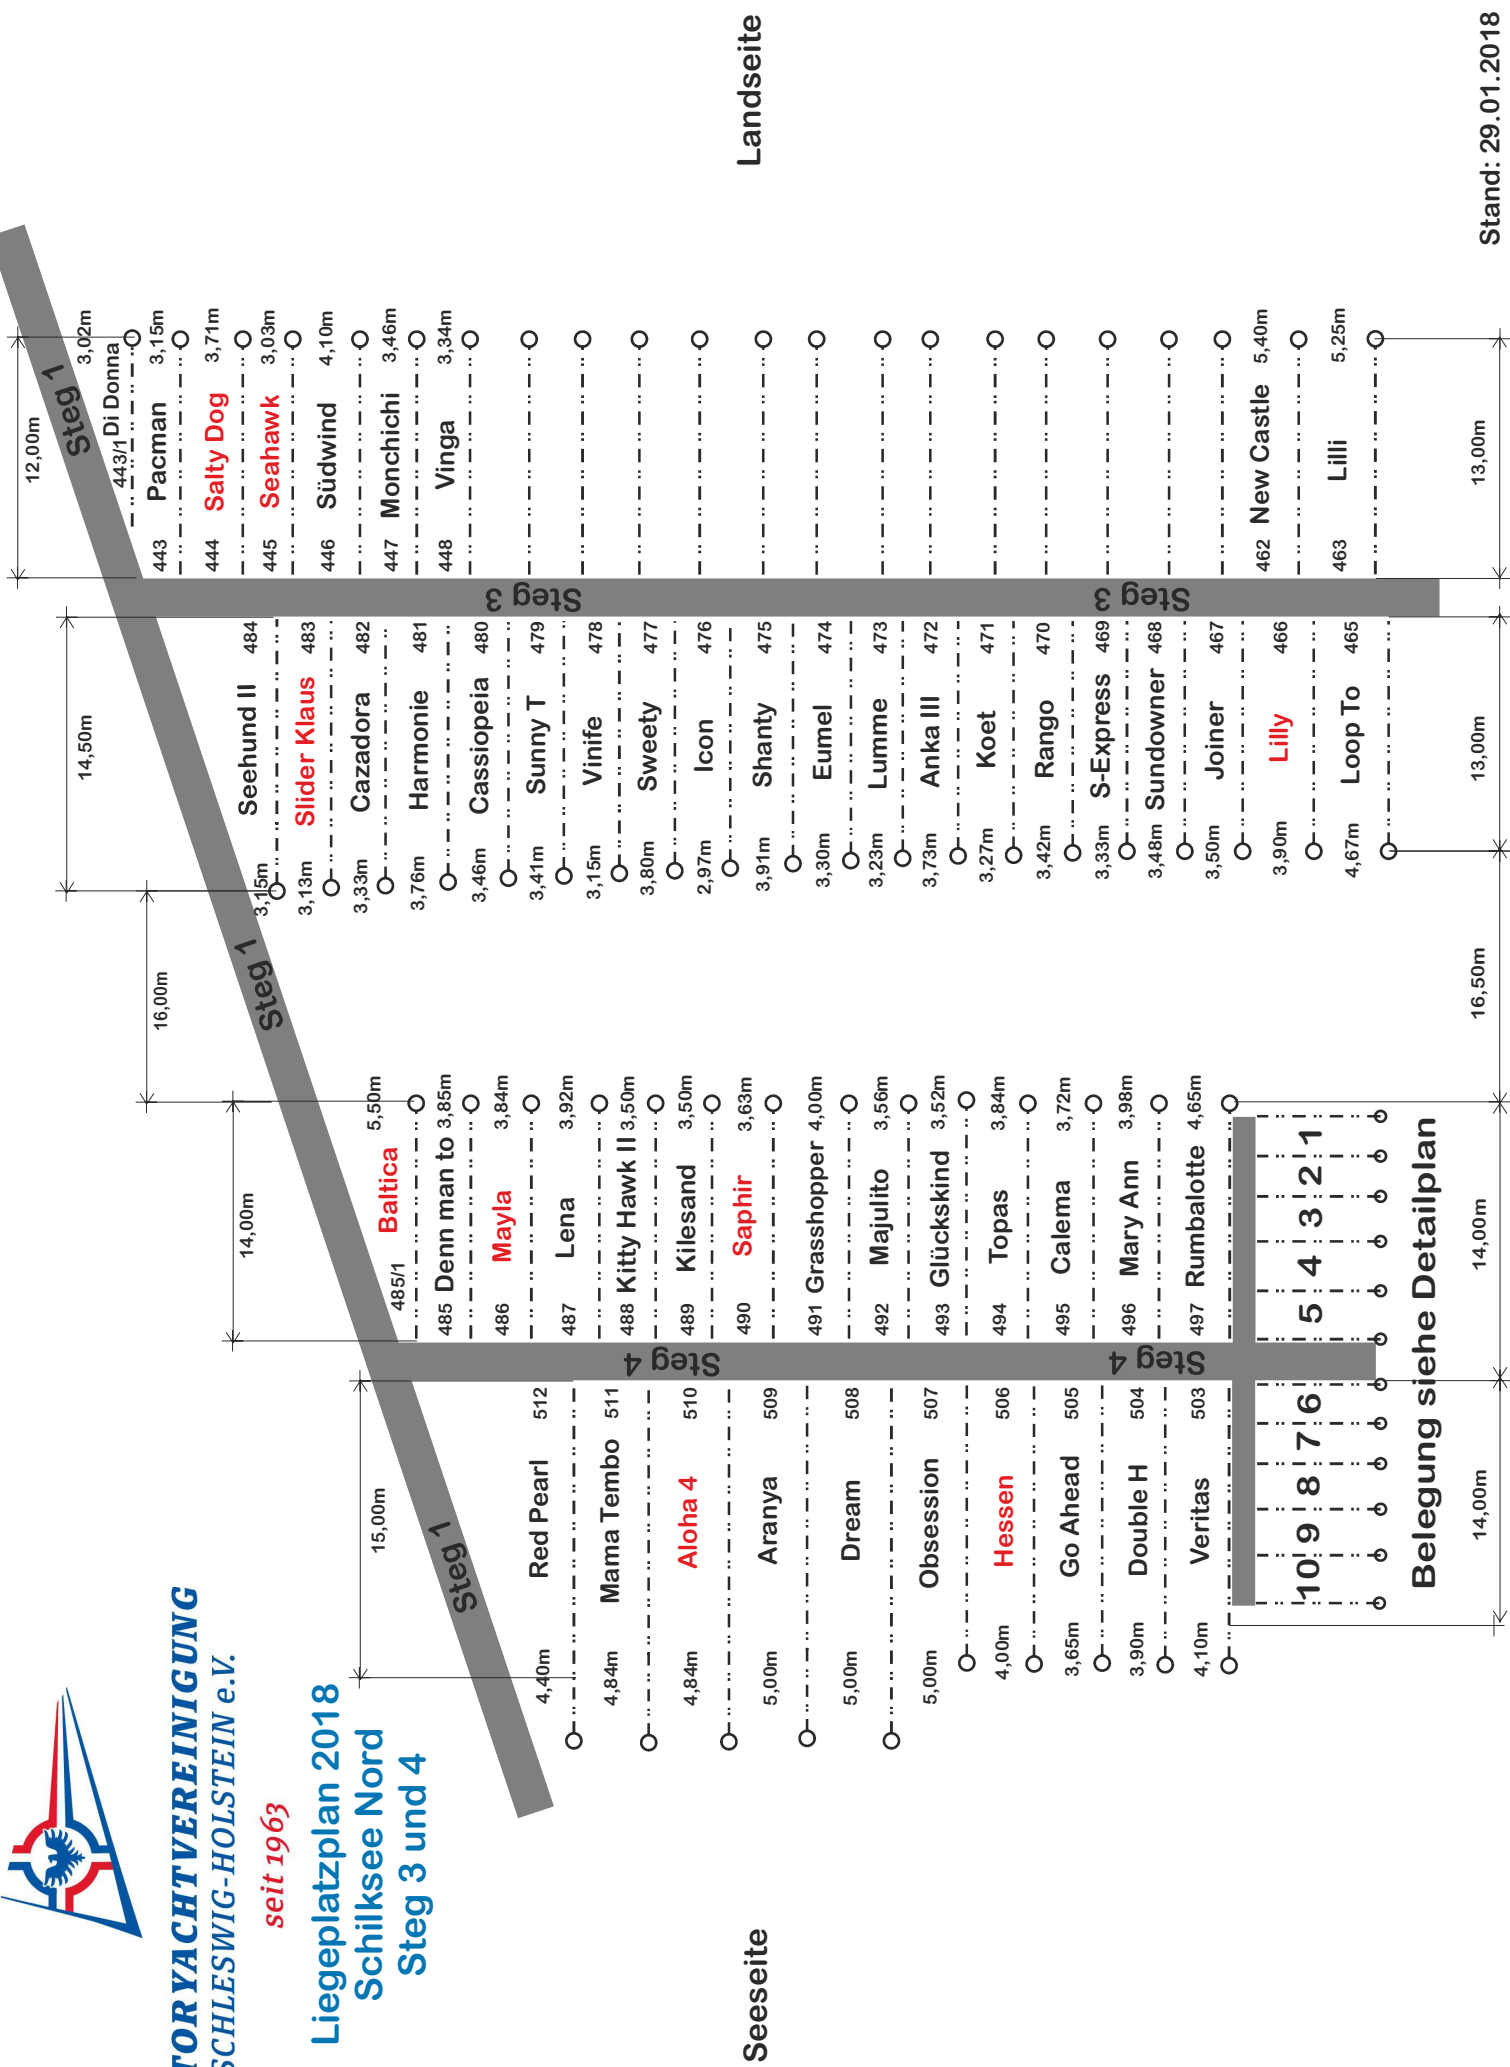 TORYACHTVEREINIGUNG
SCHLESWIG-HOLSTEIN e.V.
seit 1963
Liegeplatzplan 2018
Schilksee Nord
Steg 3 und 4
Seeseite
Landseite
Stand: 29.01.2018
Steg 1
Steg 1
Steg 1
12,00m
14,50m
16,00m
14,00m
15,00m
443/1 Di Donna 3,02m
443 Pacman 3,15m
444 Salty Dog 3,71m
445 Seahawk 3,03m
446 Südwind 4,10m
447 Monchichi 3,46m
448 Vinga 3,34m
462 New Castle 5,40m
463 Lilli 5,25m
Steg 3
Steg 3
3,15m Seehund II 484
3,13m Slider Klaus 483
3,33m Cazadora 482
3,76m Harmonie 481
3,46m Cassiopeia 480
3,41m Sunny T 479
3,15m Vinife 478
3,80m Sweety 477
2,97m Icon 476
3,91m Shanty 475
3,30m Eumel 474
3,23m Lumme 473
3,73m Anka III 472
3,27m Koet 471
3,42m Rango 470
3,33m S-Express 469
3,48m Sundowner 468
3,50m Joiner 467
3,90m Lilly 466
4,67m Loop To 465
485/1 Baltica 5,50m
485 Denn man to 3,85m
486 Mayla 3,84m
487 Lena 3,92m
488 Kitty Hawk II 3,50m
489 Kilesand 3,50m
490 Saphir 3,63m
491 Grasshopper 4,00m
492 Majulito 3,56m
493 Glückskind 3,52m
494 Topas 3,84m
495 Calema 3,72m
496 Mary Ann 3,98m
497 Rumbalotte 4,65m
Steg 4
Steg 4
4,40m Red Pearl 512
4,84m Mama Tembo 511
4,84m Aloha 4 510
5,00m Aranya 509
5,00m Dream 508
5,00m Obsession 507
4,00m Hessen 506
3,65m Go Ahead 505
3,90m Double H 504
4,10m Veritas 503
10 9 8 7 6 5 4 3 2 1
Belegung siehe Detailplan
14,00m
14,00m
16,50m
13,00m
13,00m